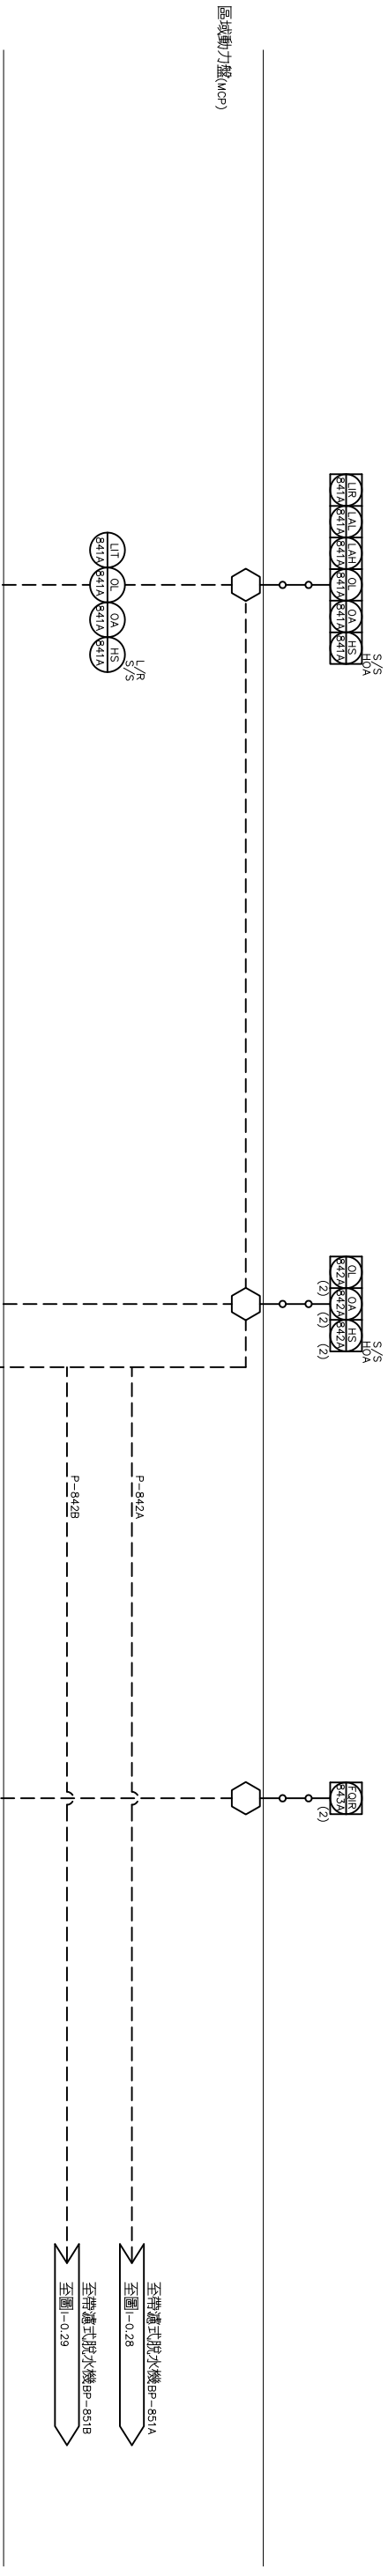 區域動力盤(MCP)
S/S
HOA
LIR LAL LAH OL OA HS
841A 841A 841A 841A 841A 841A
LIT OL OA HS
841A 841A 841A 841A
L/R
S/S
S/S
HOA
OL OA HS
842A 842A 842A
(2) (2) (2)
FQIR
843A
(2)
P-842A
P-842B
至帶濾式脫水機BP-851A
至圖I-0.28
至帶濾式脫水機BP-851B
至圖I-0.29